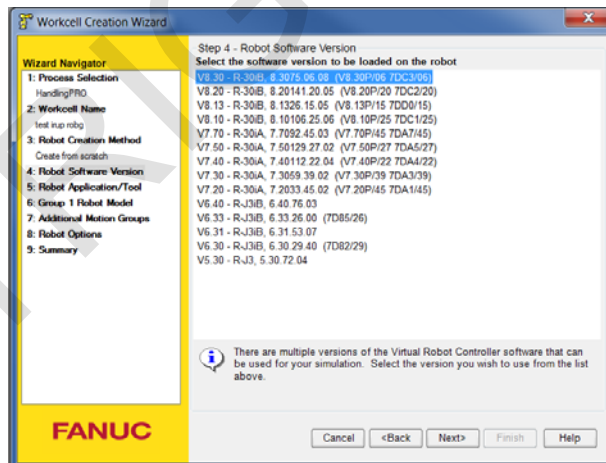 Workcell Creation Wizard
Wizard Navigator
1: Process Selection
HandlingPRO
2: Workcell Name
test irup robg
3: Robot Creation Method
Create from scratch
4: Robot Software Version
5: Robot Application/Tool
6: Group 1 Robot Model
7: Additional Motion Groups
8: Robot Options
9: Summary
FANUC
Step 4 - Robot Software Version
Select the software version to be loaded on the robot
V8.30 - R-30iB, 8.3075.06.08 (V8.30P/06 7DC3/06)
V8.20 - R-30iB, 8.20141.20.05 (V8.20P/20 7DC2/20)
V8.13 - R-30iB, 8.1326.15.05 (V8.13P/15 7DD0/15)
V8.10 - R-30iB, 8.10106.25.06 (V8.10P/25 7DC1/25)
V7.70 - R-30iA, 7.7092.45.03 (V7.70P/45 7DA7/45)
V7.50 - R-30iA, 7.50129.27.02 (V7.50P/27 7DA5/27)
V7.40 - R-30iA, 7.40112.22.04 (V7.40P/22 7DA4/22)
V7.30 - R-30iA, 7.3059.39.02 (V7.30P/39 7DA3/39)
V7.20 - R-30iA, 7.2033.45.02 (V7.20P/45 7DA1/45)
V6.40 - R-J3iB, 6.40.76.03
V6.33 - R-J3iB, 6.33.26.00 (7D85/26)
V6.31 - R-J3iB, 6.31.53.07
V6.30 - R-J3iB, 6.30.29.40 (7D82/29)
V5.30 - R-J3, 5.30.72.04
There are multiple versions of the Virtual Robot Controller software that can
be used for your simulation. Select the version you wish to use from the list
above.
Cancel <Back Next> Finish Help